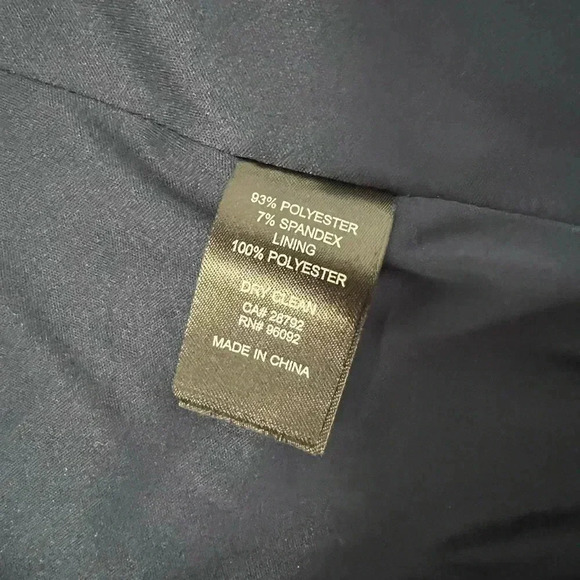 93% POLYESTER
7% SPANDEX
LINING
100% POLYESTER
DRY CLEAN
CA# 28792
RN# 96092
MADE IN CHINA